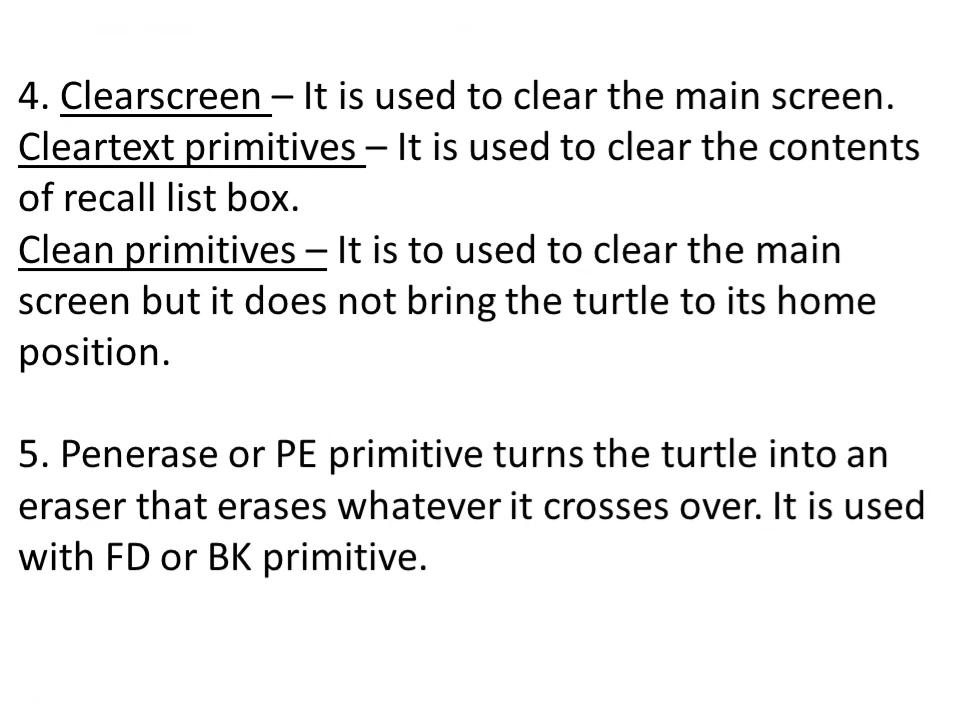 4. Clearscreen – It is used to clear the main screen.
Cleartext primitives – It is used to clear the contents
of recall list box.
Clean primitives – It is to used to clear the main
screen but it does not bring the turtle to its home
position.
5. Penerase or PE primitive turns the turtle into an
eraser that erases whatever it crosses over. It is used
with FD or BK primitive.